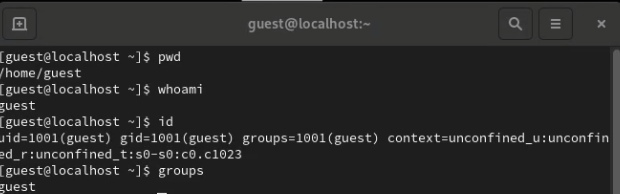 guest@localhost:~
[guest@localhost ~]$ pwd
/home/guest
[guest@localhost ~]$ whoami
guest
[guest@localhost ~]$ id
uid=1001(guest) gid=1001(guest) groups=1001(guest) context=unconfined_u:unconfin
ed_r:unconfined_t:s0-s0:c0.c1023
[guest@localhost ~]$ groups
guest